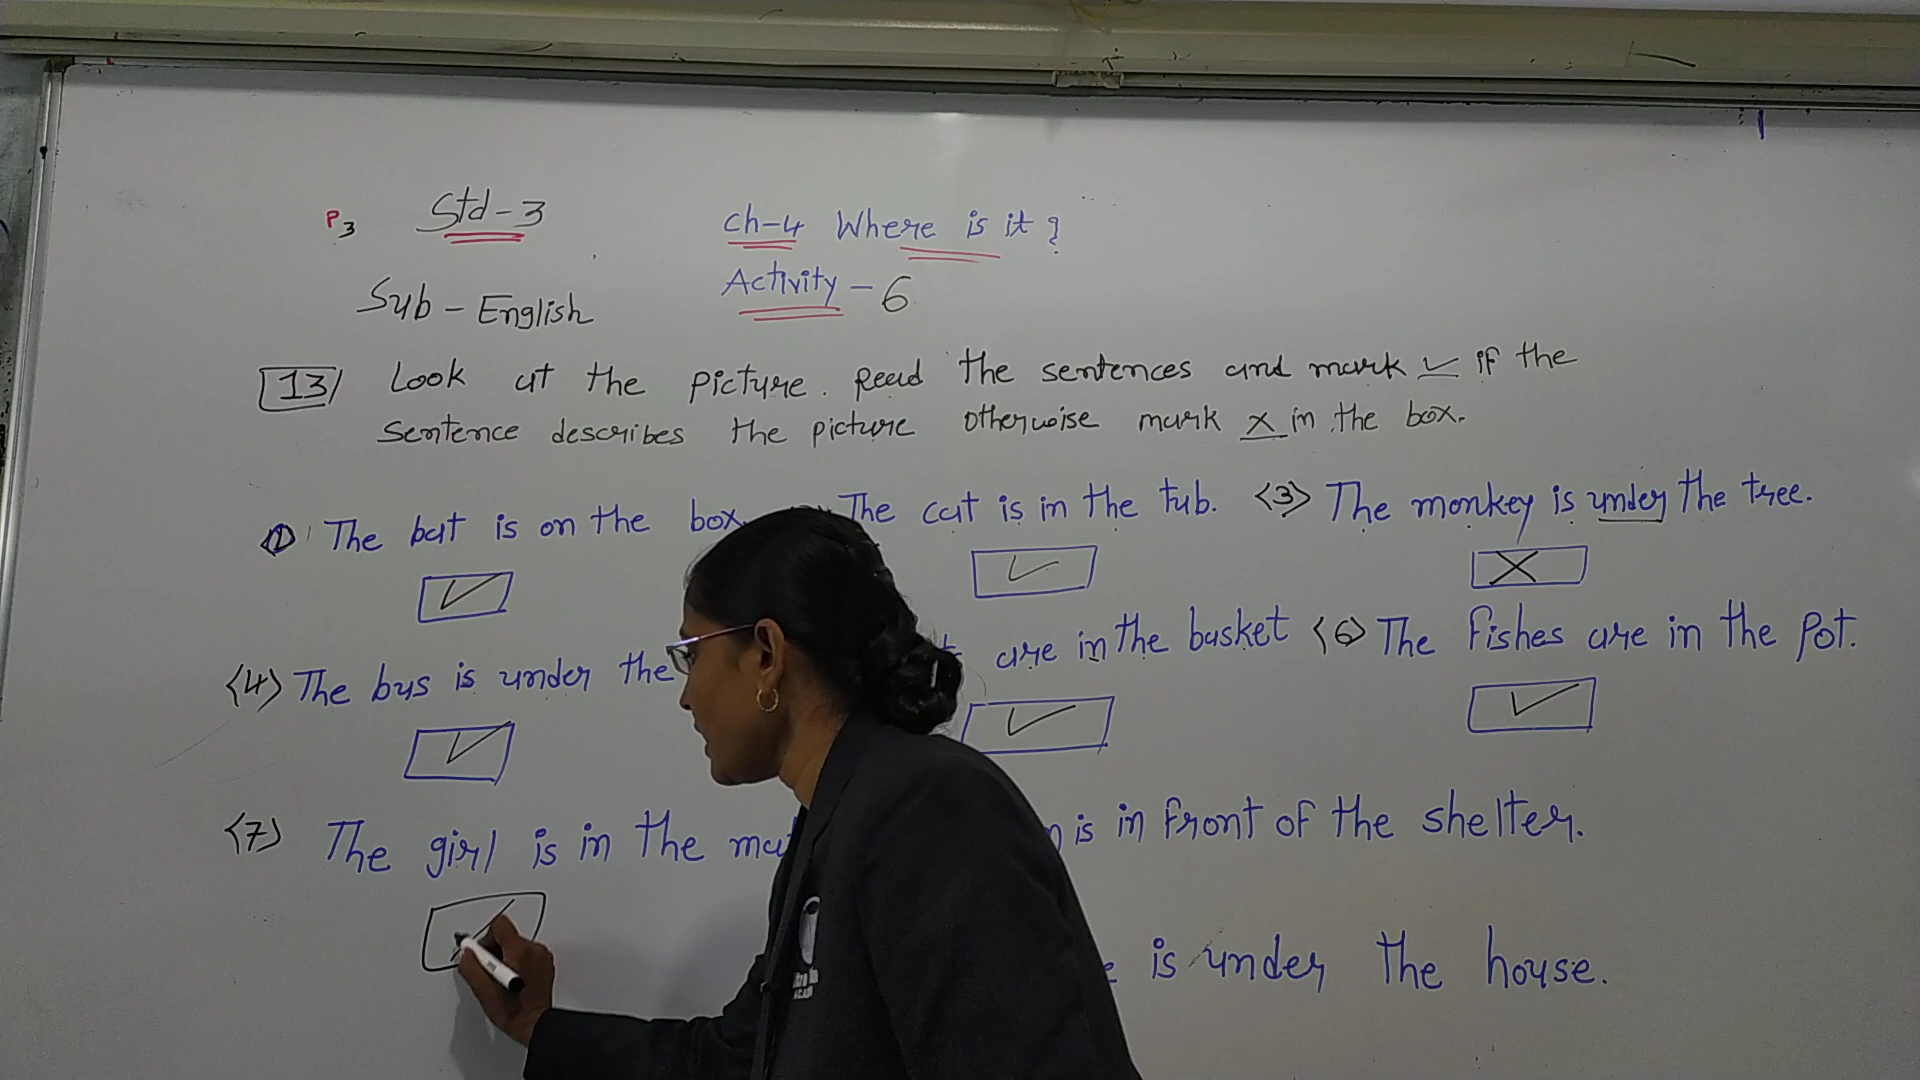 P3 Std-3 ch-4 Where is it?
Sub - English Activity - 6
13 Look at the picture. Read the sentences and mark ✓ if the
sentence describes the picture otherwise mark x in the box.
(1) The bat is on the box. The cat is in the tub. (3) The monkey is under the tree.
✓ ✓ X
(4) The bus is under the are in the basket (6) The fishes are in the pot.
✓ ✓ ✓
(7) The girl is in the is in front of the shelter.
is under the house.